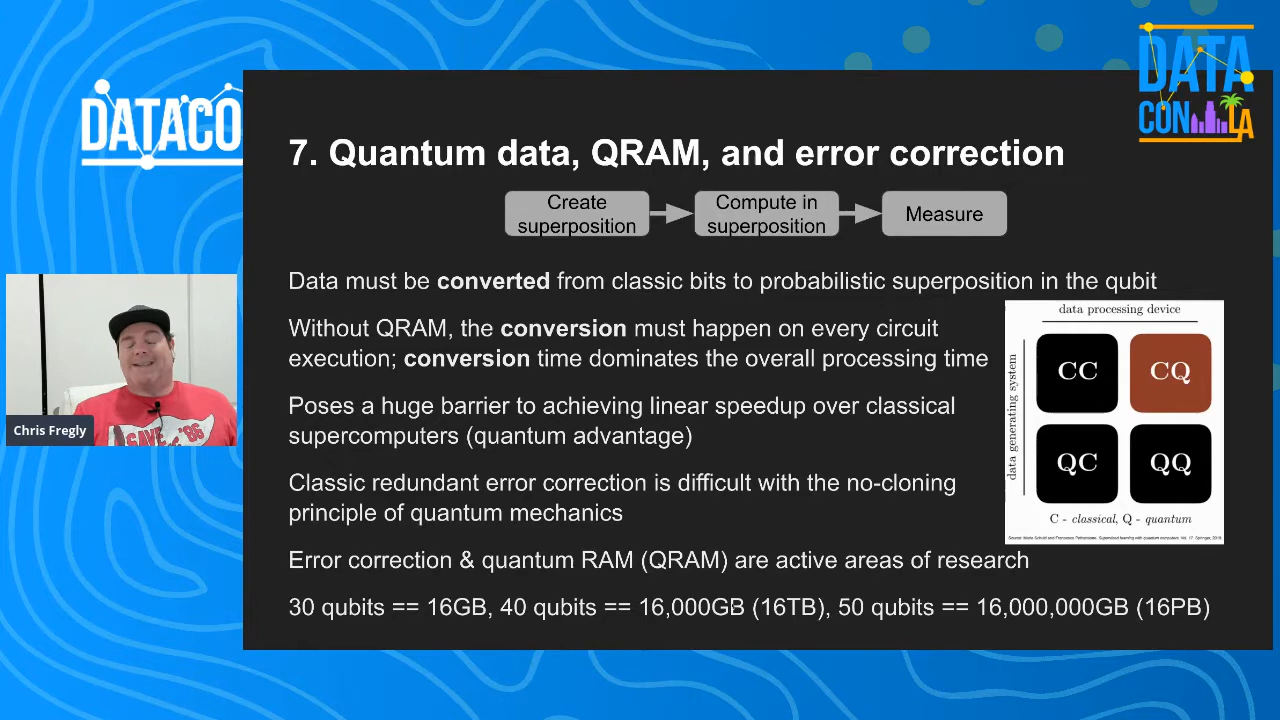 DATACO
DATA
CON LA
7. Quantum data, QRAM, and error correction
Create
superposition
Compute in
superposition
Measure
Data must be converted from classic bits to probabilistic superposition in the qubit
Without QRAM, the conversion must happen on every circuit
execution; conversion time dominates the overall processing time
Poses a huge barrier to achieving linear speedup over classical
supercomputers (quantum advantage)
Classic redundant error correction is difficult with the no-cloning
principle of quantum mechanics
Error correction & quantum RAM (QRAM) are active areas of research
30 qubits == 16GB, 40 qubits == 16,000GB (16TB), 50 qubits == 16,000,000GB (16PB)
data processing device
data generating system
CC
CQ
QC
QQ
C - classical, Q - quantum
Chris Fregly
SAVE
'86